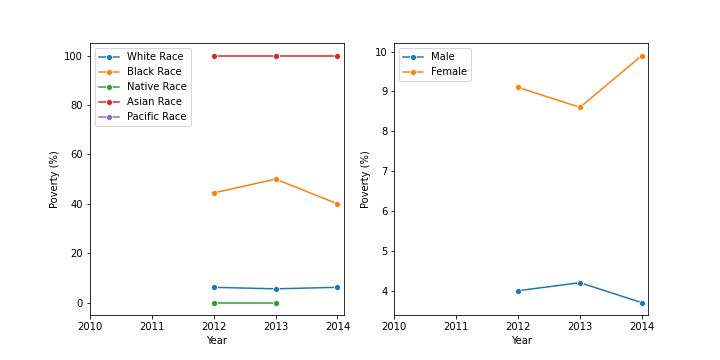 White Race
Black Race
Native Race
Asian Race
Pacific Race
100
80
60
40
20
0
Poverty (%)
2010 2011 2012 2013 2014
Year
Male
Female
10
9
8
7
6
5
4
Poverty (%)
2010 2011 2012 2013 2014
Year